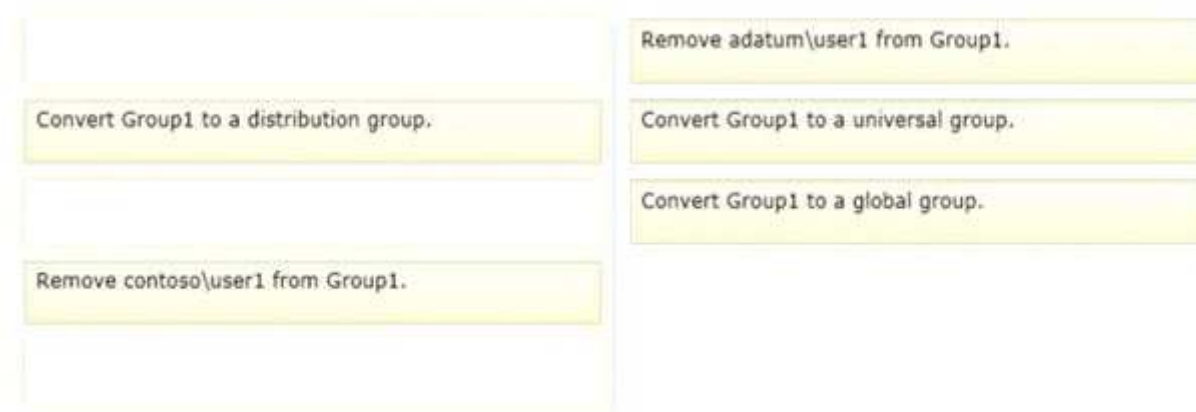 Convert Group1 to a distribution group.
Remove contoso\user1 from Group1.
Remove adatum\user1 from Group1.
Convert Group1 to a universal group.
Convert Group1 to a global group.